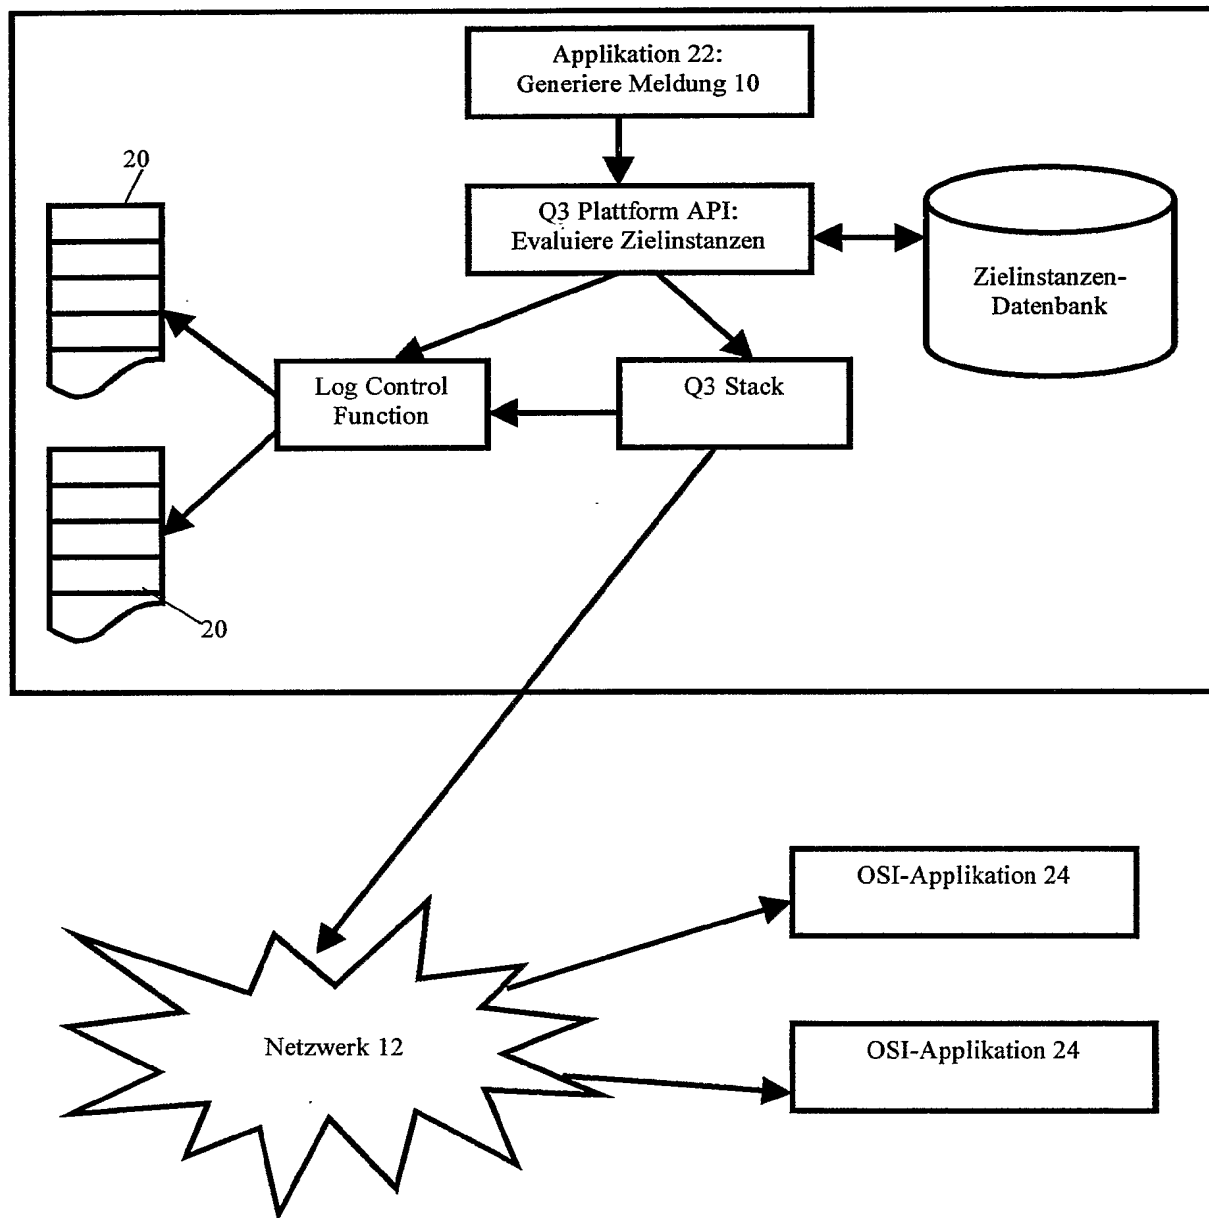 Applikation 22:
Generiere Meldung 10
20
Q3 Plattform API:
Evaluiere Zielinstanzen
Zielinstanzen-
Datenbank
Log Control
Function
Q3 Stack
20
OSI-Applikation 24
Netzwerk 12
OSI-Applikation 24